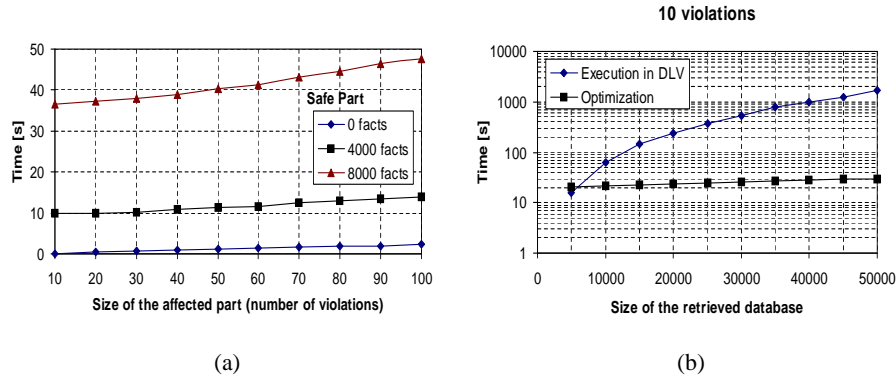 50
40
30
20
10
0
Time [s]
Safe Part
0 facts
4000 facts
8000 facts
10 20 30 40 50 60 70 80 90 100
Size of the affected part (number of violations)
(a)
10 violations
10000
1000
100
10
1
Time [s]
Execution in DLV
Optimization
0 10000 20000 30000 40000 50000
Size of the retrieved database
(b)